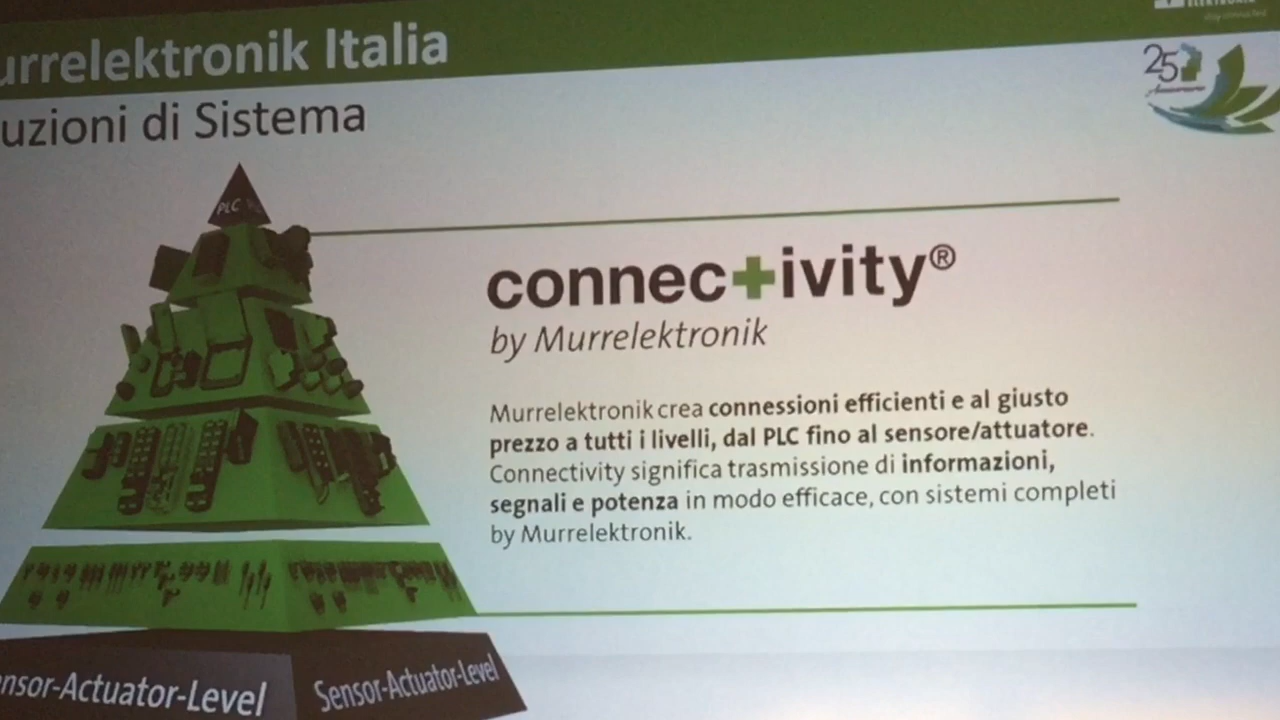 urrelektronik Italia
uzioni di Sistema
25
PLC
connec+ivity®
by Murrelektronik
Murrelektronik crea connessioni efficienti e al giusto
prezzo a tutti i livelli, dal PLC fino al sensore/attuatore.
Connectivity significa trasmissione di informazioni,
segnali e potenza in modo efficace, con sistemi completi
by Murrelektronik.
nsor-Actuator-Level
Sensor-Actuator-Level